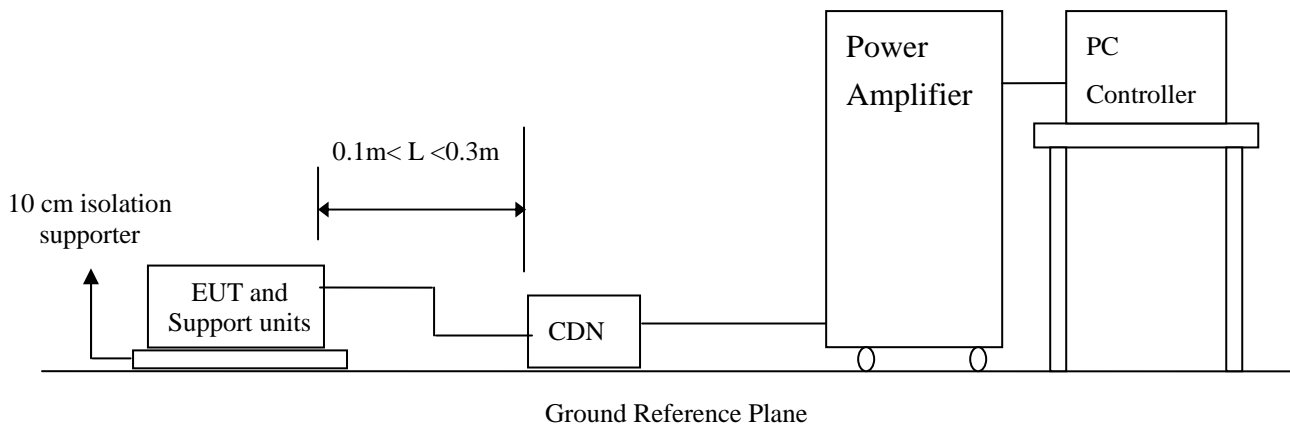 Power
Amplifier
PC
Controller
0.1m< L <0.3m
10 cm isolation
supporter
EUT and
Support units
CDN
Ground Reference Plane